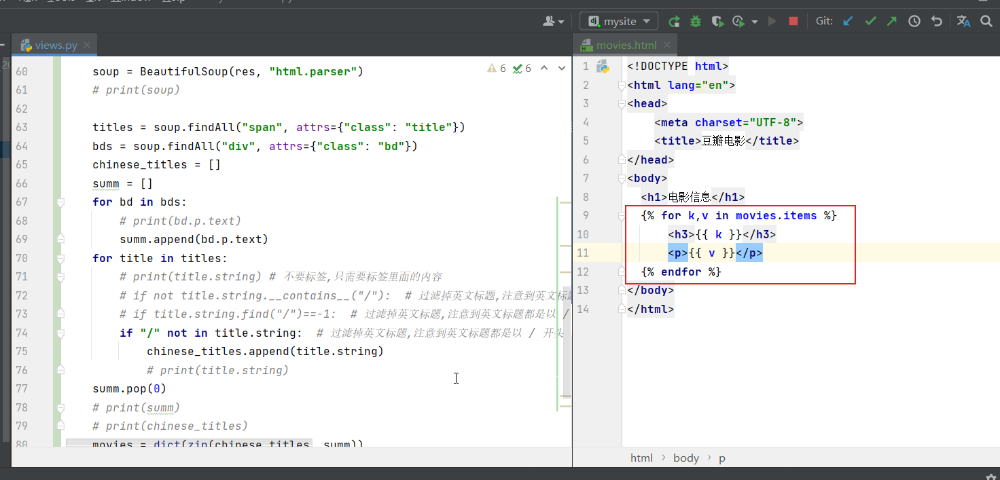 mysite Git:
views.py
6 6
60 soup = BeautifulSoup(res, "html.parser")
61 # print(soup)
62
63 titles = soup.findAll("span", attrs={"class": "title"})
64 bds = soup.findAll("div", attrs={"class": "bd"})
65 chinese_titles = []
66 summ = []
67 for bd in bds:
68 # print(bd.p.text)
69 summ.append(bd.p.text)
70 for title in titles:
71 # print(title.string) # 不要标签,只需要标签里面的内容
72 # if not title.string.__contains__("/"): # 过滤掉英文标题,注意到英文标题
73 # if title.string.find("/")==-1: # 过滤掉英文标题,注意到英文标题都是以 /
74 if "/" not in title.string: # 过滤掉英文标题,注意到英文标题都是以 / 开头
75 chinese_titles.append(title.string)
76 # print(title.string)
77 summ.pop(0)
78 # print(summ)
79 # print(chinese_titles)
80 movies = dict(zip(chinese_titles, summ))
movies.html
1 <!DOCTYPE html>
2 <html lang="en">
3 <head>
4 <meta charset="UTF-8">
5 <title>豆瓣电影</title>
6 </head>
7 <body>
8 <h1>电影信息</h1>
9 {% for k,v in movies.items %}
10 <h3>{{ k }}</h3>
11 <p>{{ v }}</p>
12 {% endfor %}
13 </body>
14 </html>
html › body › p